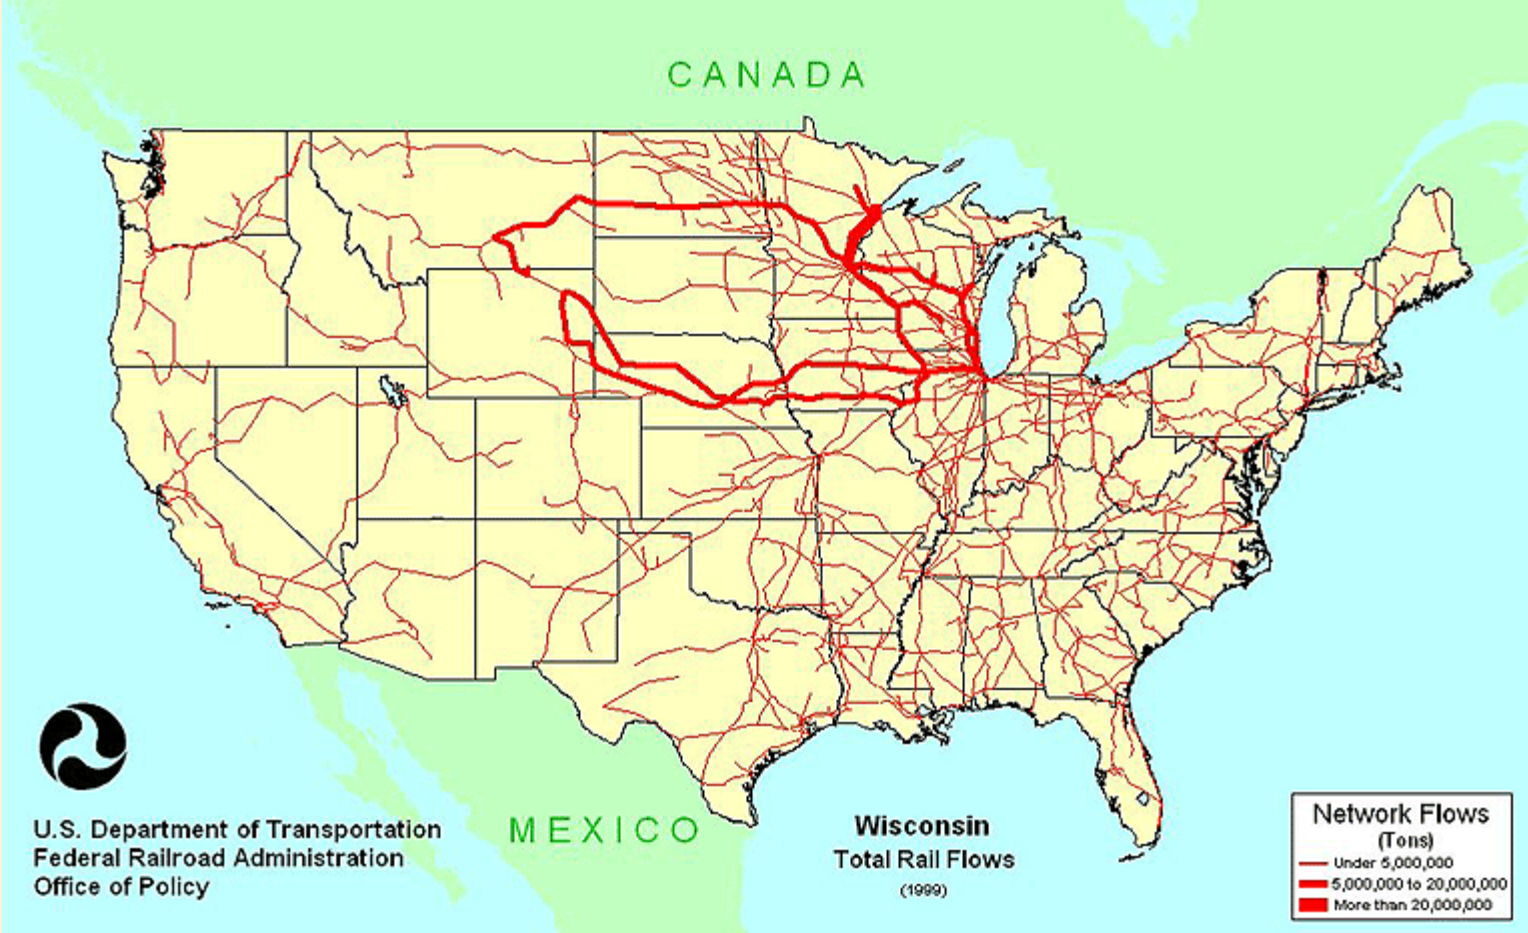 CANADA
MEXICO
U.S. Department of Transportation
Federal Railroad Administration
Office of Policy
Wisconsin
Total Rail Flows
(1999)
Network Flows
(Tons)
Under 5,000,000
5,000,000 to 20,000,000
More than 20,000,000